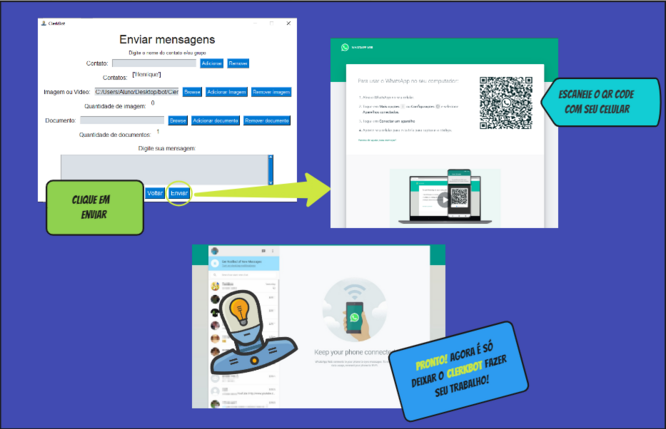 ClerkBot
Enviar mensagens
Digite o nome do contato e/ou grupo
Contato:
Adicionar
Remover
Contatos:
['Henrique']
Imagem ou Vídeo:
C:/Users/Aluno/Desktop/bot/Cler
Browse
Adicionar imagem
Remover imagem
Quantidade de imagem:
0
Documento:
Browse
Adicionar documento
Remover documento
Quantidade de documentos:
1
Digite sua mensagem:
Voltar
Enviar
CLIQUE EM
ENVIAR
WHATSAPP WEB
Para usar o WhatsApp no seu computador:
ESCANEIE O QR CODE
COM SEU CELULAR
Keep your phone connected
PRONTO! AGORA É SÓ
DEIXAR O CLERKBOT FAZER
SEU TRABALHO!